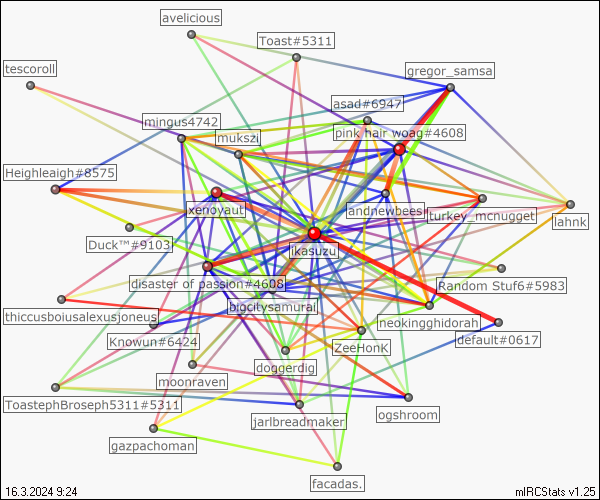 avelicious
Toast#5311
tescoroll
gregor_samsa
asad#6947
mingus4742
pink hair woag#4608
mukszi
Heighleaigh#8575
xenoyaut
andnewbees
turkey_mcnugget
lahnk
Duck™#9103
ikasuzu
disaster of passion#4608
Random Stuf6#5983
bigcitysamurai
thiccusboiusalexusjoneus
neokingghidorah
Knowun#6424
ZeeHonK
default#0617
doggerdig
moonraven
ToastephBroseph5311#5311
ogshroom
jarlbreadmaker
gazpachoman
facadas.
16.3.2024 9:24
mIRCStats v1.25